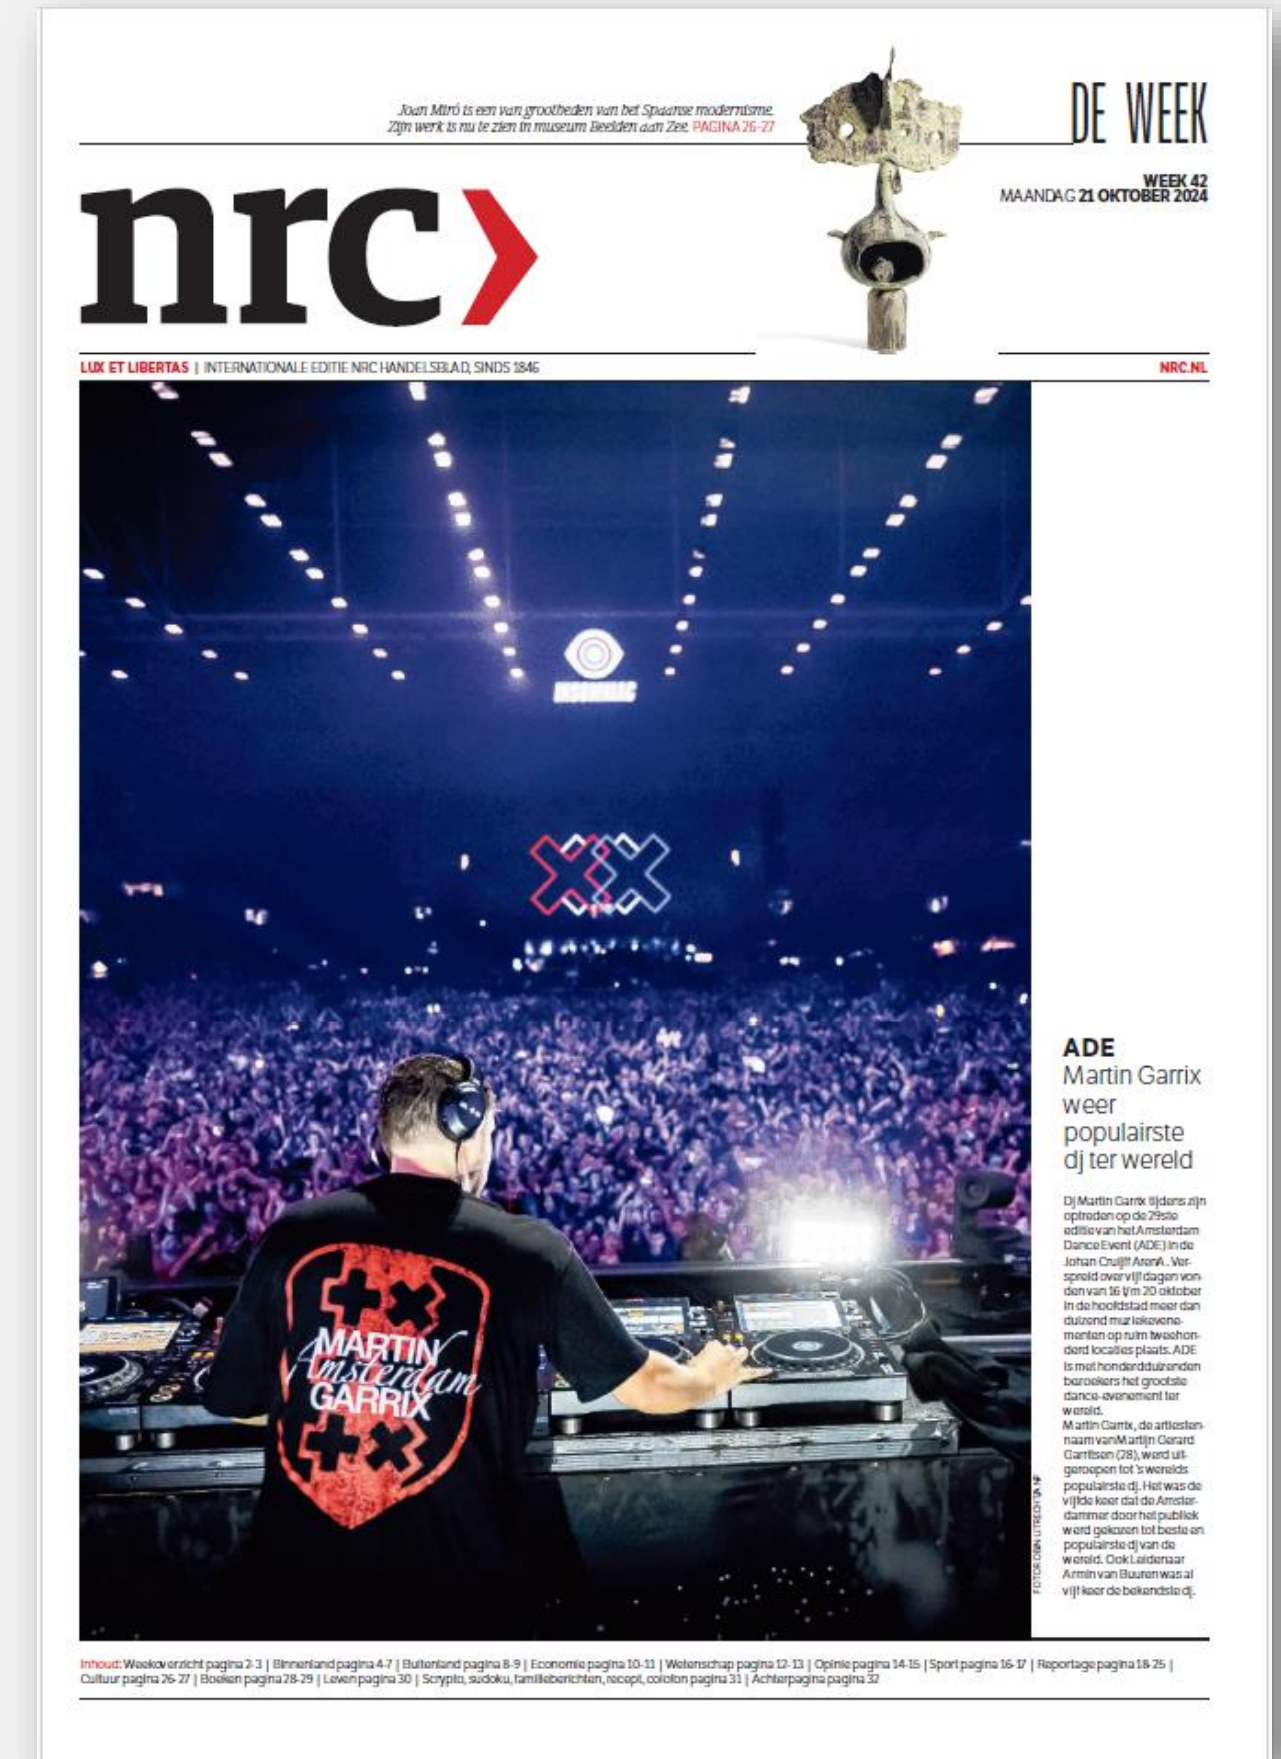 Joan Miró is een van grootheden van het Spaanse modernisme.
Zijn werk is nu te zien in museum Beelden aan Zee. PAGINA 26-27
DE WEEK
WEEK 42
MAANDAG 21 OKTOBER 2024
nrc>
LUX ET LIBERTAS | INTERNATIONALE EDITIE NRC HANDELSBLAD, SINDS 1846
NRC.NL
INSOMNIAC
MARTIN
Amsterdam
GARRIX
ADE
Martin Garrix
weer
populairste
dj ter wereld
Dj Martin Garrix tijdens zijn
optreden op de 29ste
editie van het Amsterdam
Dance Event (ADE) in de
Johan Cruijff ArenA. Ver-
spreid over vijf dagen von-
den van 16 t/m 20 oktober
in de hoofdstad meer dan
duizend muziekevene-
menten op ruim tweehon-
derd locaties plaats. ADE
is met honderdduizenden
bezoekers het grootste
dance-evenement ter
wereld.
Martin Garrix, de artiesten-
naam van Martijn Gerard
Garritsen (28), werd uit-
geroepen tot 's werelds
populairste dj. Het was de
vijfde keer dat de Amster-
dammer door het publiek
werd gekozen tot beste en
populairste dj van de
wereld. Ook Leidenaar
Armin van Buuren was al
vijf keer de bekendste dj.
FOTO ROBIN UTRECHT/ANP
Inhoud: Weekoverzicht pagina 2-3 | Binnenland pagina 4-7 | Buitenland pagina 8-9 | Economie pagina 10-11 | Wetenschap pagina 12-13 | Opinie pagina 14-15 | Sport pagina 16-17 | Reportage pagina 18-25 |
Cultuur pagina 26-27 | Boeken pagina 28-29 | Leven pagina 30 | Scrypto, sudoku, familieberichten, recept, colofon pagina 31 | Achterpagina pagina 32